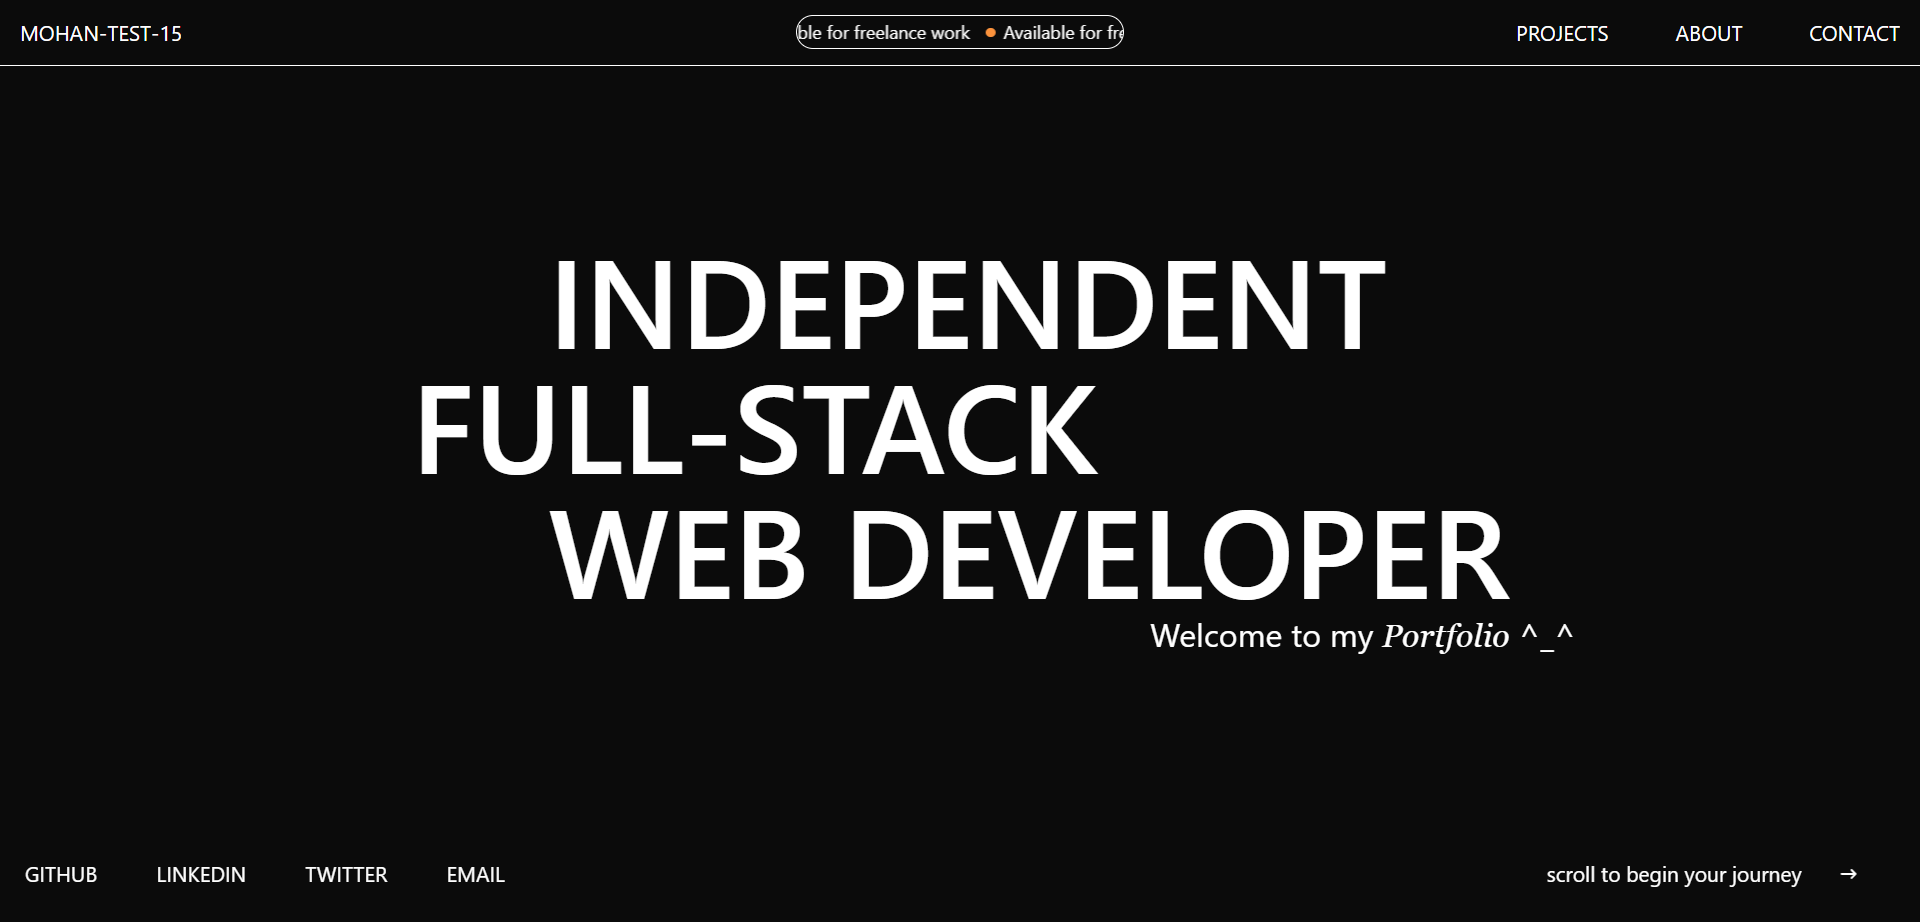 MOHAN-TEST-15
ble for freelance work Available for fr
PROJECTS ABOUT CONTACT
INDEPENDENT
FULL-STACK
WEB DEVELOPER
Welcome to my Portfolio ^_^
GITHUB LINKEDIN TWITTER EMAIL
scroll to begin your journey →